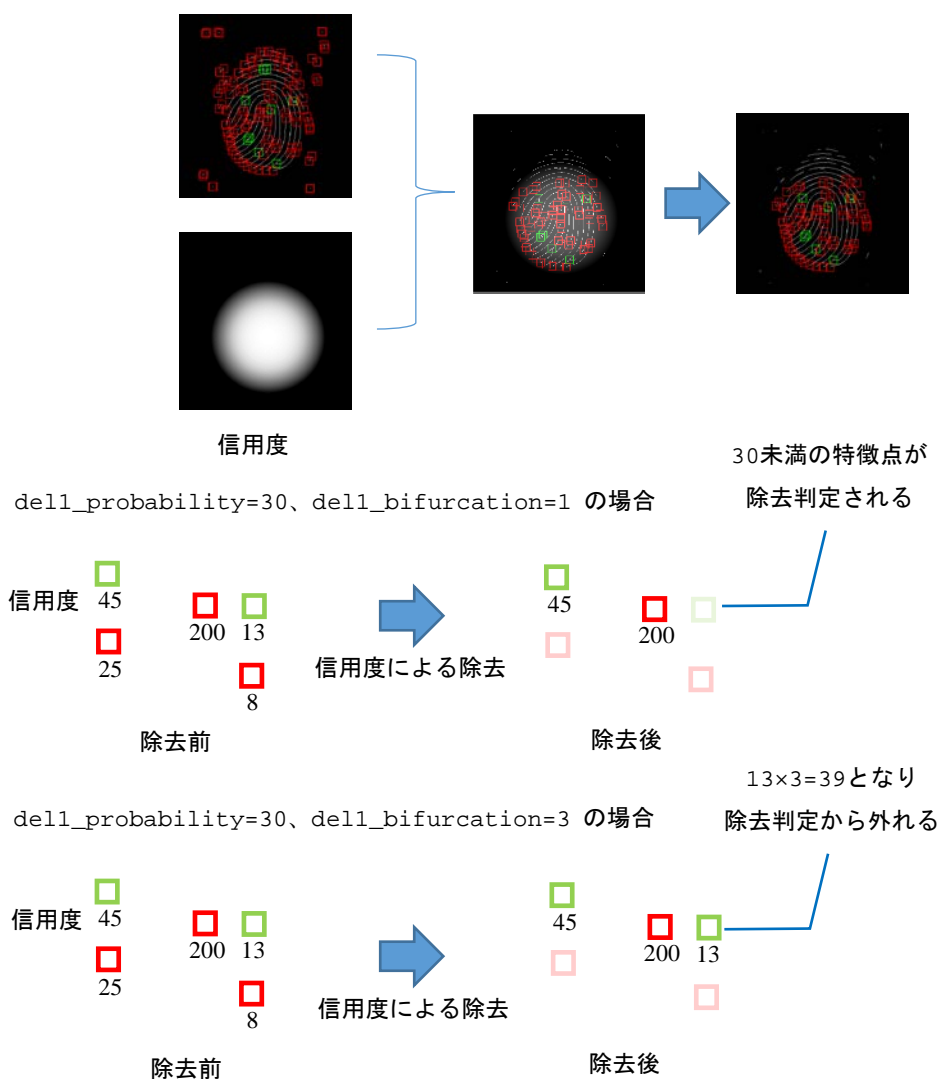 信用度
30未満の特徴点が
除去判定される
del1_probability=30、del1_bifurcation=1 の場合
信用度
45
200
13
25
8
信用度による除去
45
200
除去前
除去後
13×3=39となり
除去判定から外れる
del1_probability=30、del1_bifurcation=3 の場合
信用度
45
200
13
25
8
信用度による除去
45
200
13
除去前
除去後